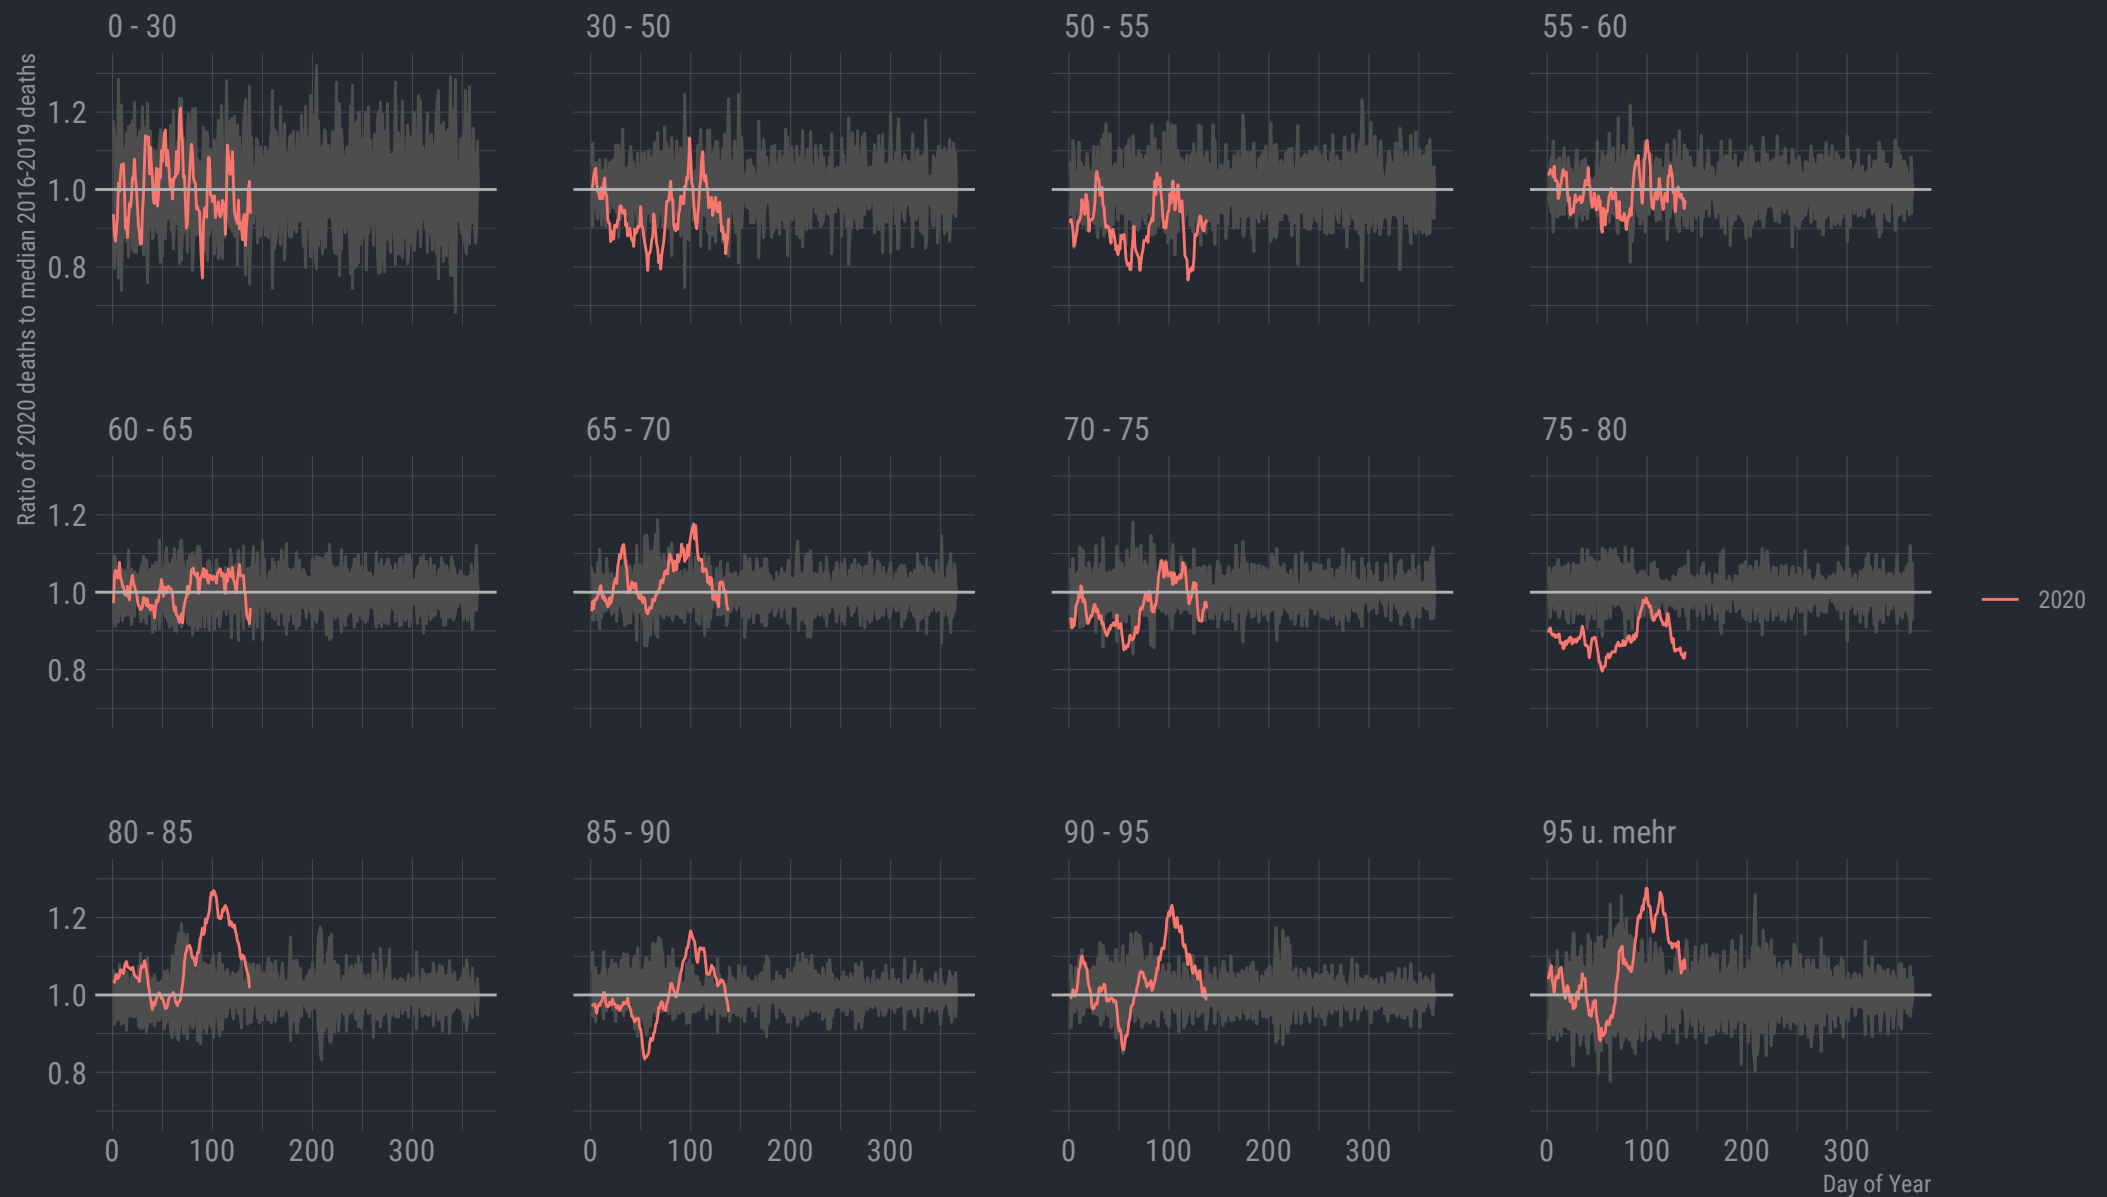 Ratio of 2020 deaths to median 2016-2019 deaths
0 - 30
30 - 50
50 - 55
55 - 60
1.2
1.0
0.8
60 - 65
65 - 70
70 - 75
75 - 80
1.2
1.0
0.8
2020
80 - 85
85 - 90
90 - 95
95 u. mehr
1.2
1.0
0.8
0 100 200 300
0 100 200 300
0 100 200 300
0 100 200 300
Day of Year